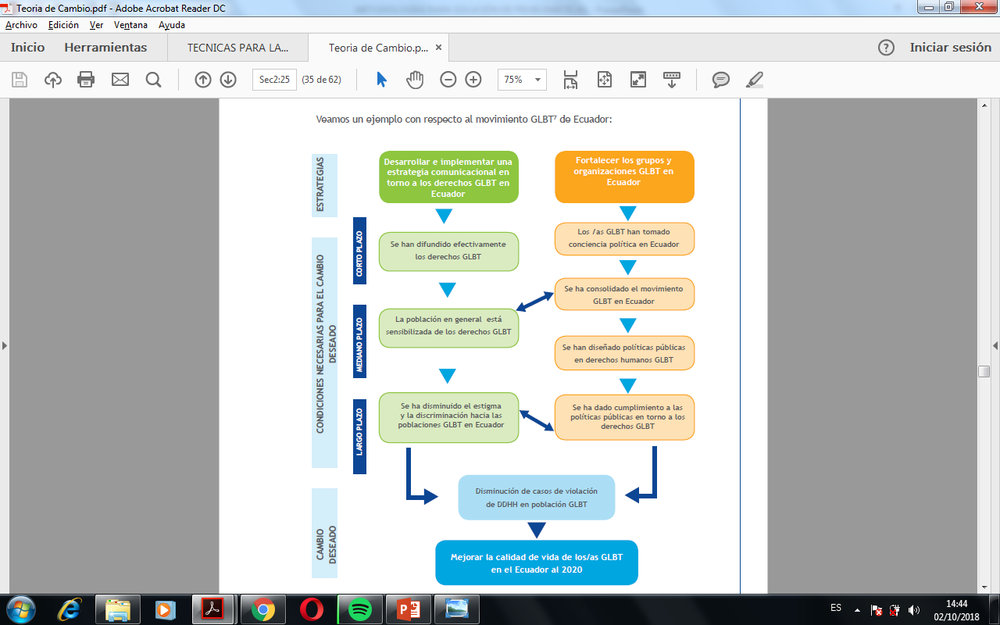 Teoria de Cambio.pdf - Adobe Acrobat Reader DC
Archivo Edición Ver Ventana Ayuda
Inicio Herramientas TECNICAS PARA LA... Teoria de Cambio.p... × ? Iniciar sesión
Sec2:25 (35 de 62) 75%
Veamos un ejemplo con respecto al movimiento GLBT⁷ de Ecuador:
ESTRATEGIAS
Desarrollar e implementar una
estrategia comunicacional en
torno a los derechos GLBT en
Ecuador
Fortalecer los grupos y
organizaciones GLBT en
Ecuador
CONDICIONES NECESARIAS PARA EL CAMBIO
DESEADO
CORTO PLAZO
Se han difundido efectivamente
los derechos GLBT
Los /as GLBT han tomado
conciencia política en Ecuador
Se ha consolidado el movimiento
GLBT en Ecuador
MEDIANO PLAZO
La población en general está
sensibilizada de los derechos GLBT
Se han diseñado políticas públicas
en derechos humanos GLBT
LARGO PLAZO
Se ha disminuido el estigma
y la discriminación hacia las
poblaciones GLBT en Ecuador
Se ha dado cumplimiento a las
políticas públicas en torno a los
derechos GLBT
CAMBIO
DESEADO
Disminución de casos de violación
de DDHH en población GLBT
Mejorar la calidad de vida de los/as GLBT
en el Ecuador al 2020
ES
14:44
02/10/2018